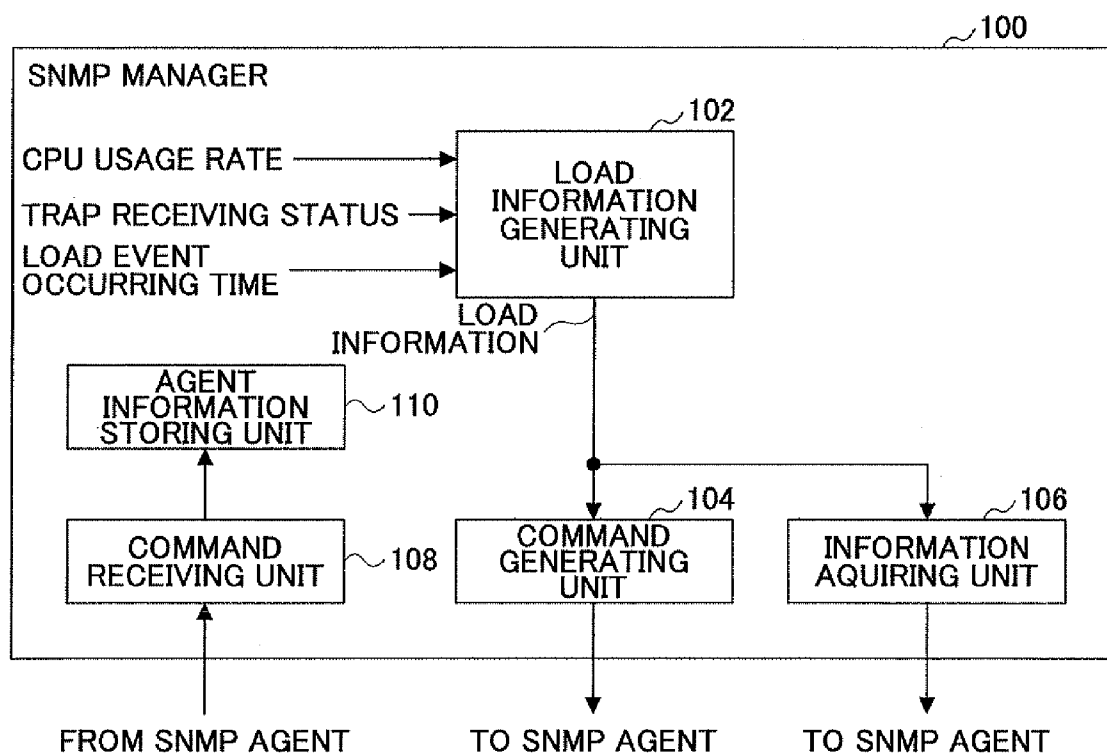 100
SNMP MANAGER
102
CPU USAGE RATE
TRAP RECEIVING STATUS
LOAD EVENT
OCCURRING TIME
LOAD
INFORMATION
GENERATING
UNIT
LOAD
INFORMATION
AGENT
INFORMATION
STORING UNIT
110
104
106
COMMAND
RECEIVING UNIT
108
COMMAND
GENERATING
UNIT
INFORMATION
AQUIRING UNIT
FROM SNMP AGENT
TO SNMP AGENT
TO SNMP AGENT